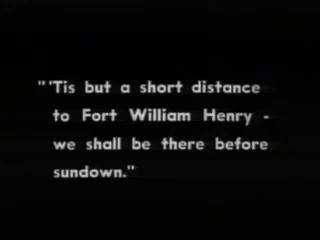 "'Tis but a short distance
to Fort William Henry -
we shall be there before
sundown."